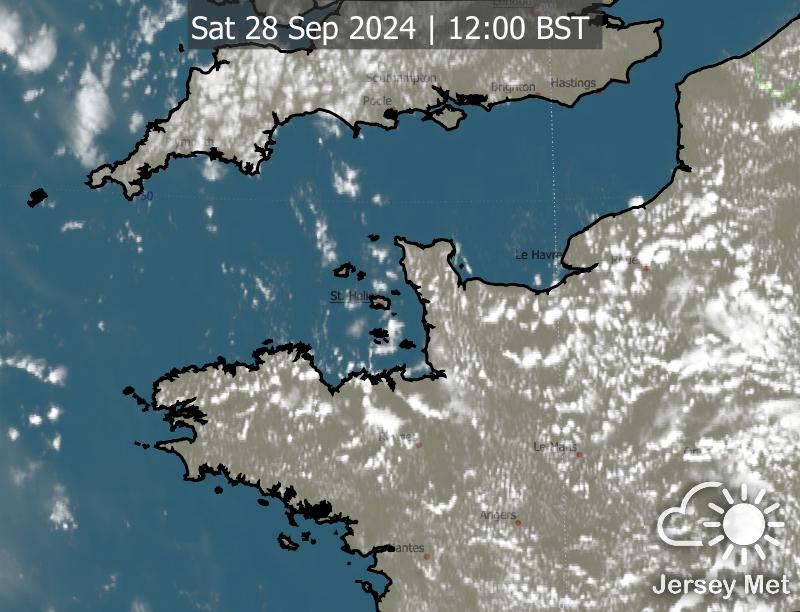 London
Sat 28 Sep 2024 | 12:00 BST
Southampton
Brighton
Hastings
Poole
50
Le Havre
St. Helier
Rennes
Le Mans
Angers
Nantes
Jersey Met